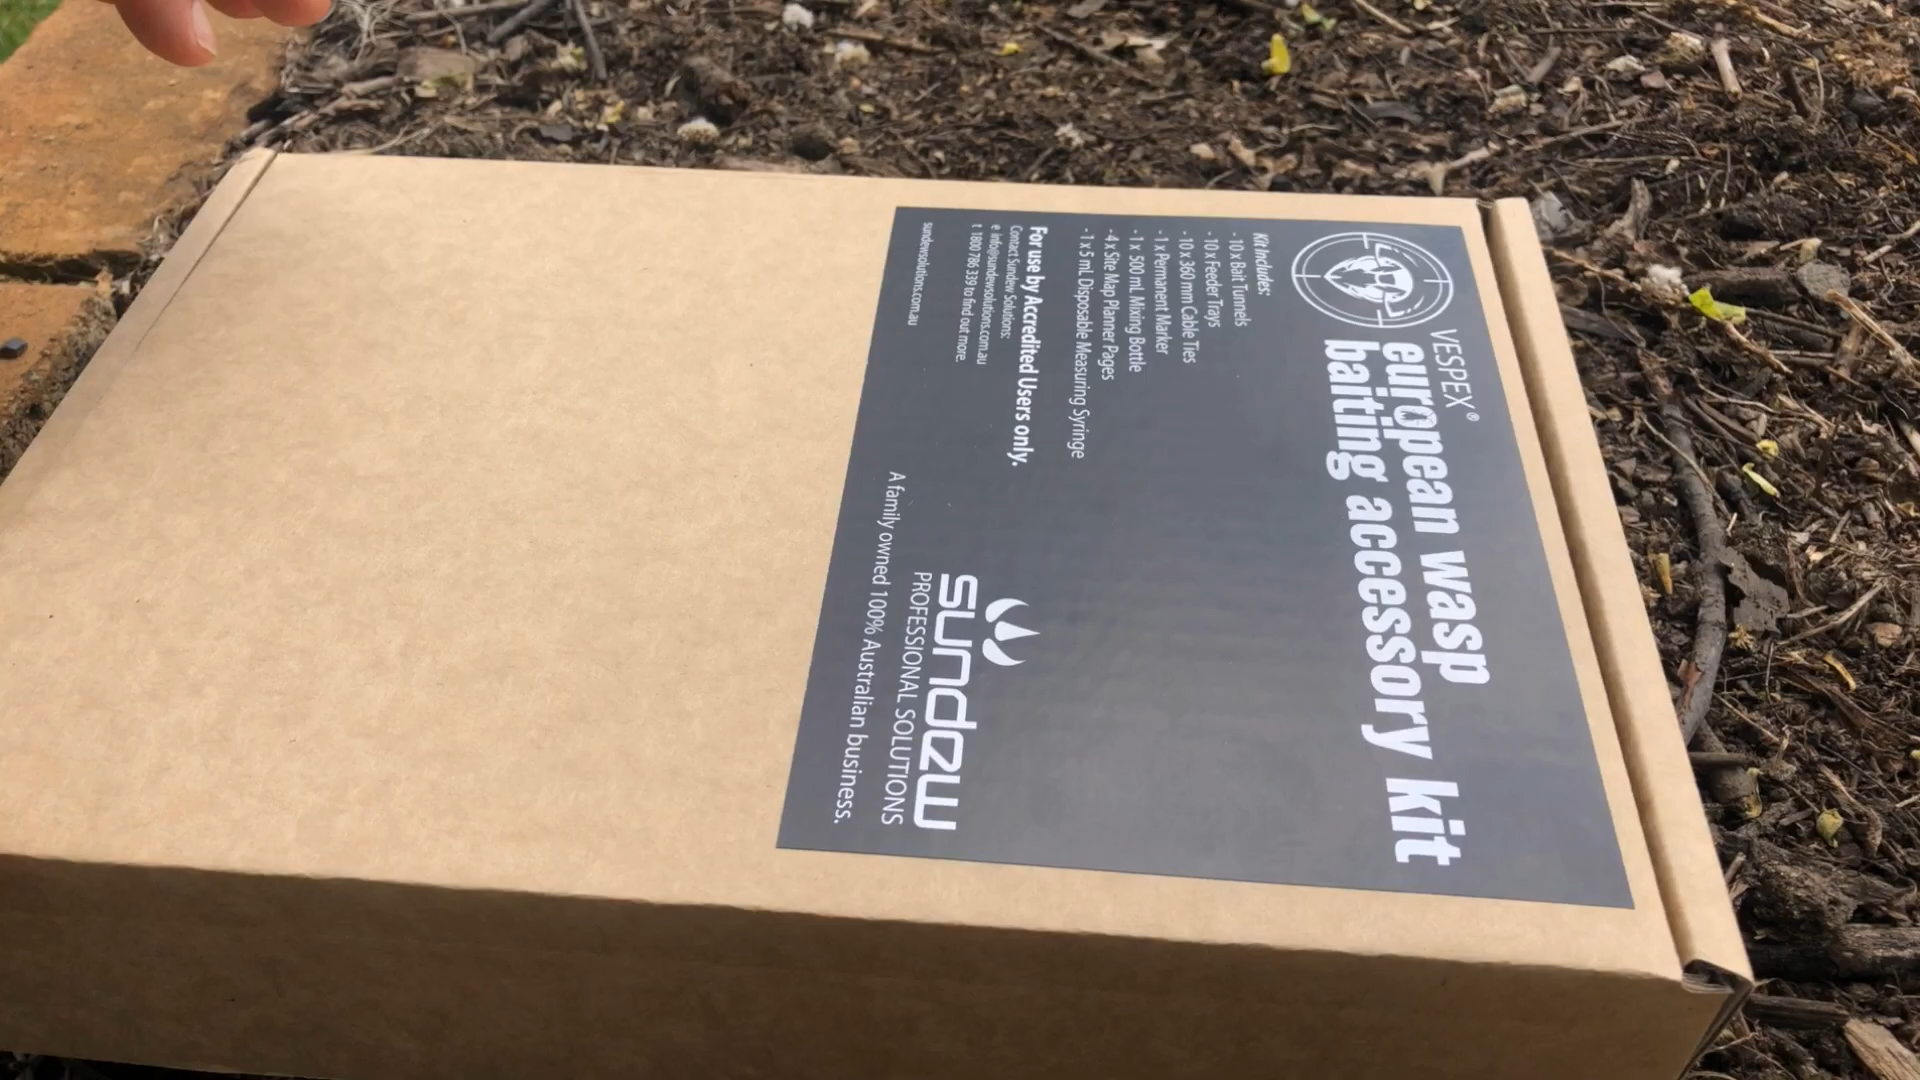 VESPEX®
european wasp
baiting accessory kit
Kit Includes:
- 10 x Bait Tunnels
- 10 x Feeder Trays
- 10 x 360 mm Cable Ties
- 1 x Permanent Marker
- 1 x 500 mL Mixing Bottle
- 4 x Site Map Planner Pages
- 1 x 5 mL Disposable Measuring Syringe
For use by Accredited Users only.
Contact Sundew Solutions:
e info@sundewsolutions.com.au
t 1800 786 339 to find out more.
sundewsolutions.com.au
sundew
PROFESSIONAL SOLUTIONS
A family owned 100% Australian business.